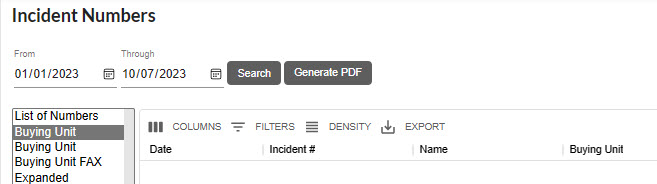 Incident Numbers
From Through
01/01/2023 10/07/2023 Search Generate PDF
List of Numbers
Buying Unit
Buying Unit
Buying Unit FAX
Expanded
COLUMNS FILTERS DENSITY EXPORT
Date Incident # Name Buying Unit